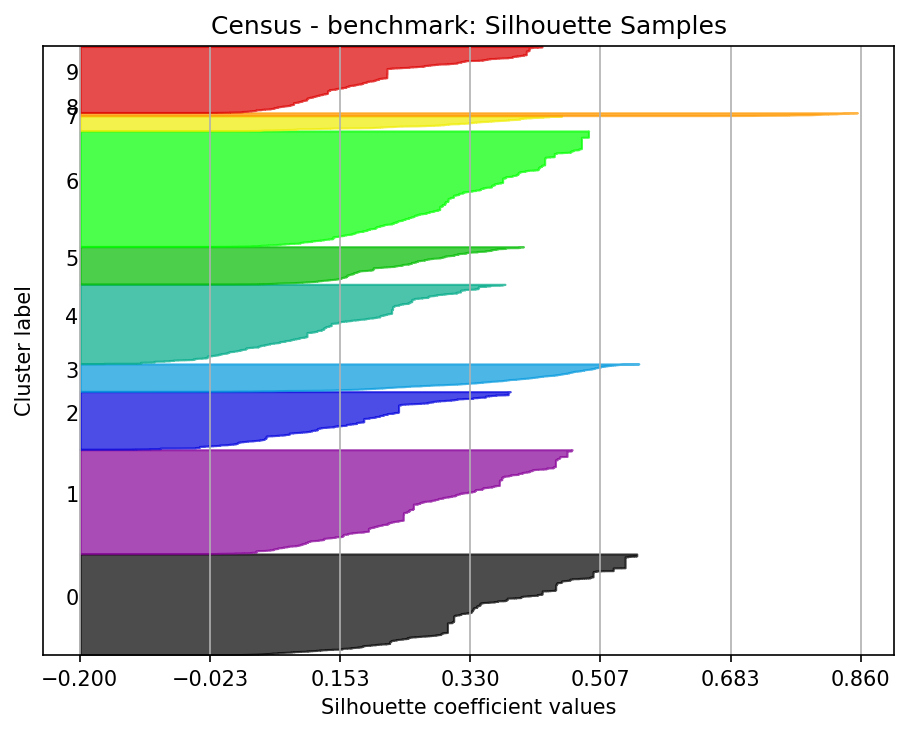 Census - benchmark: Silhouette Samples
9
8
7
6
5
4
3
2
1
0
Cluster label
−0.200 −0.023 0.153 0.330 0.507 0.683 0.860
Silhouette coefficient values